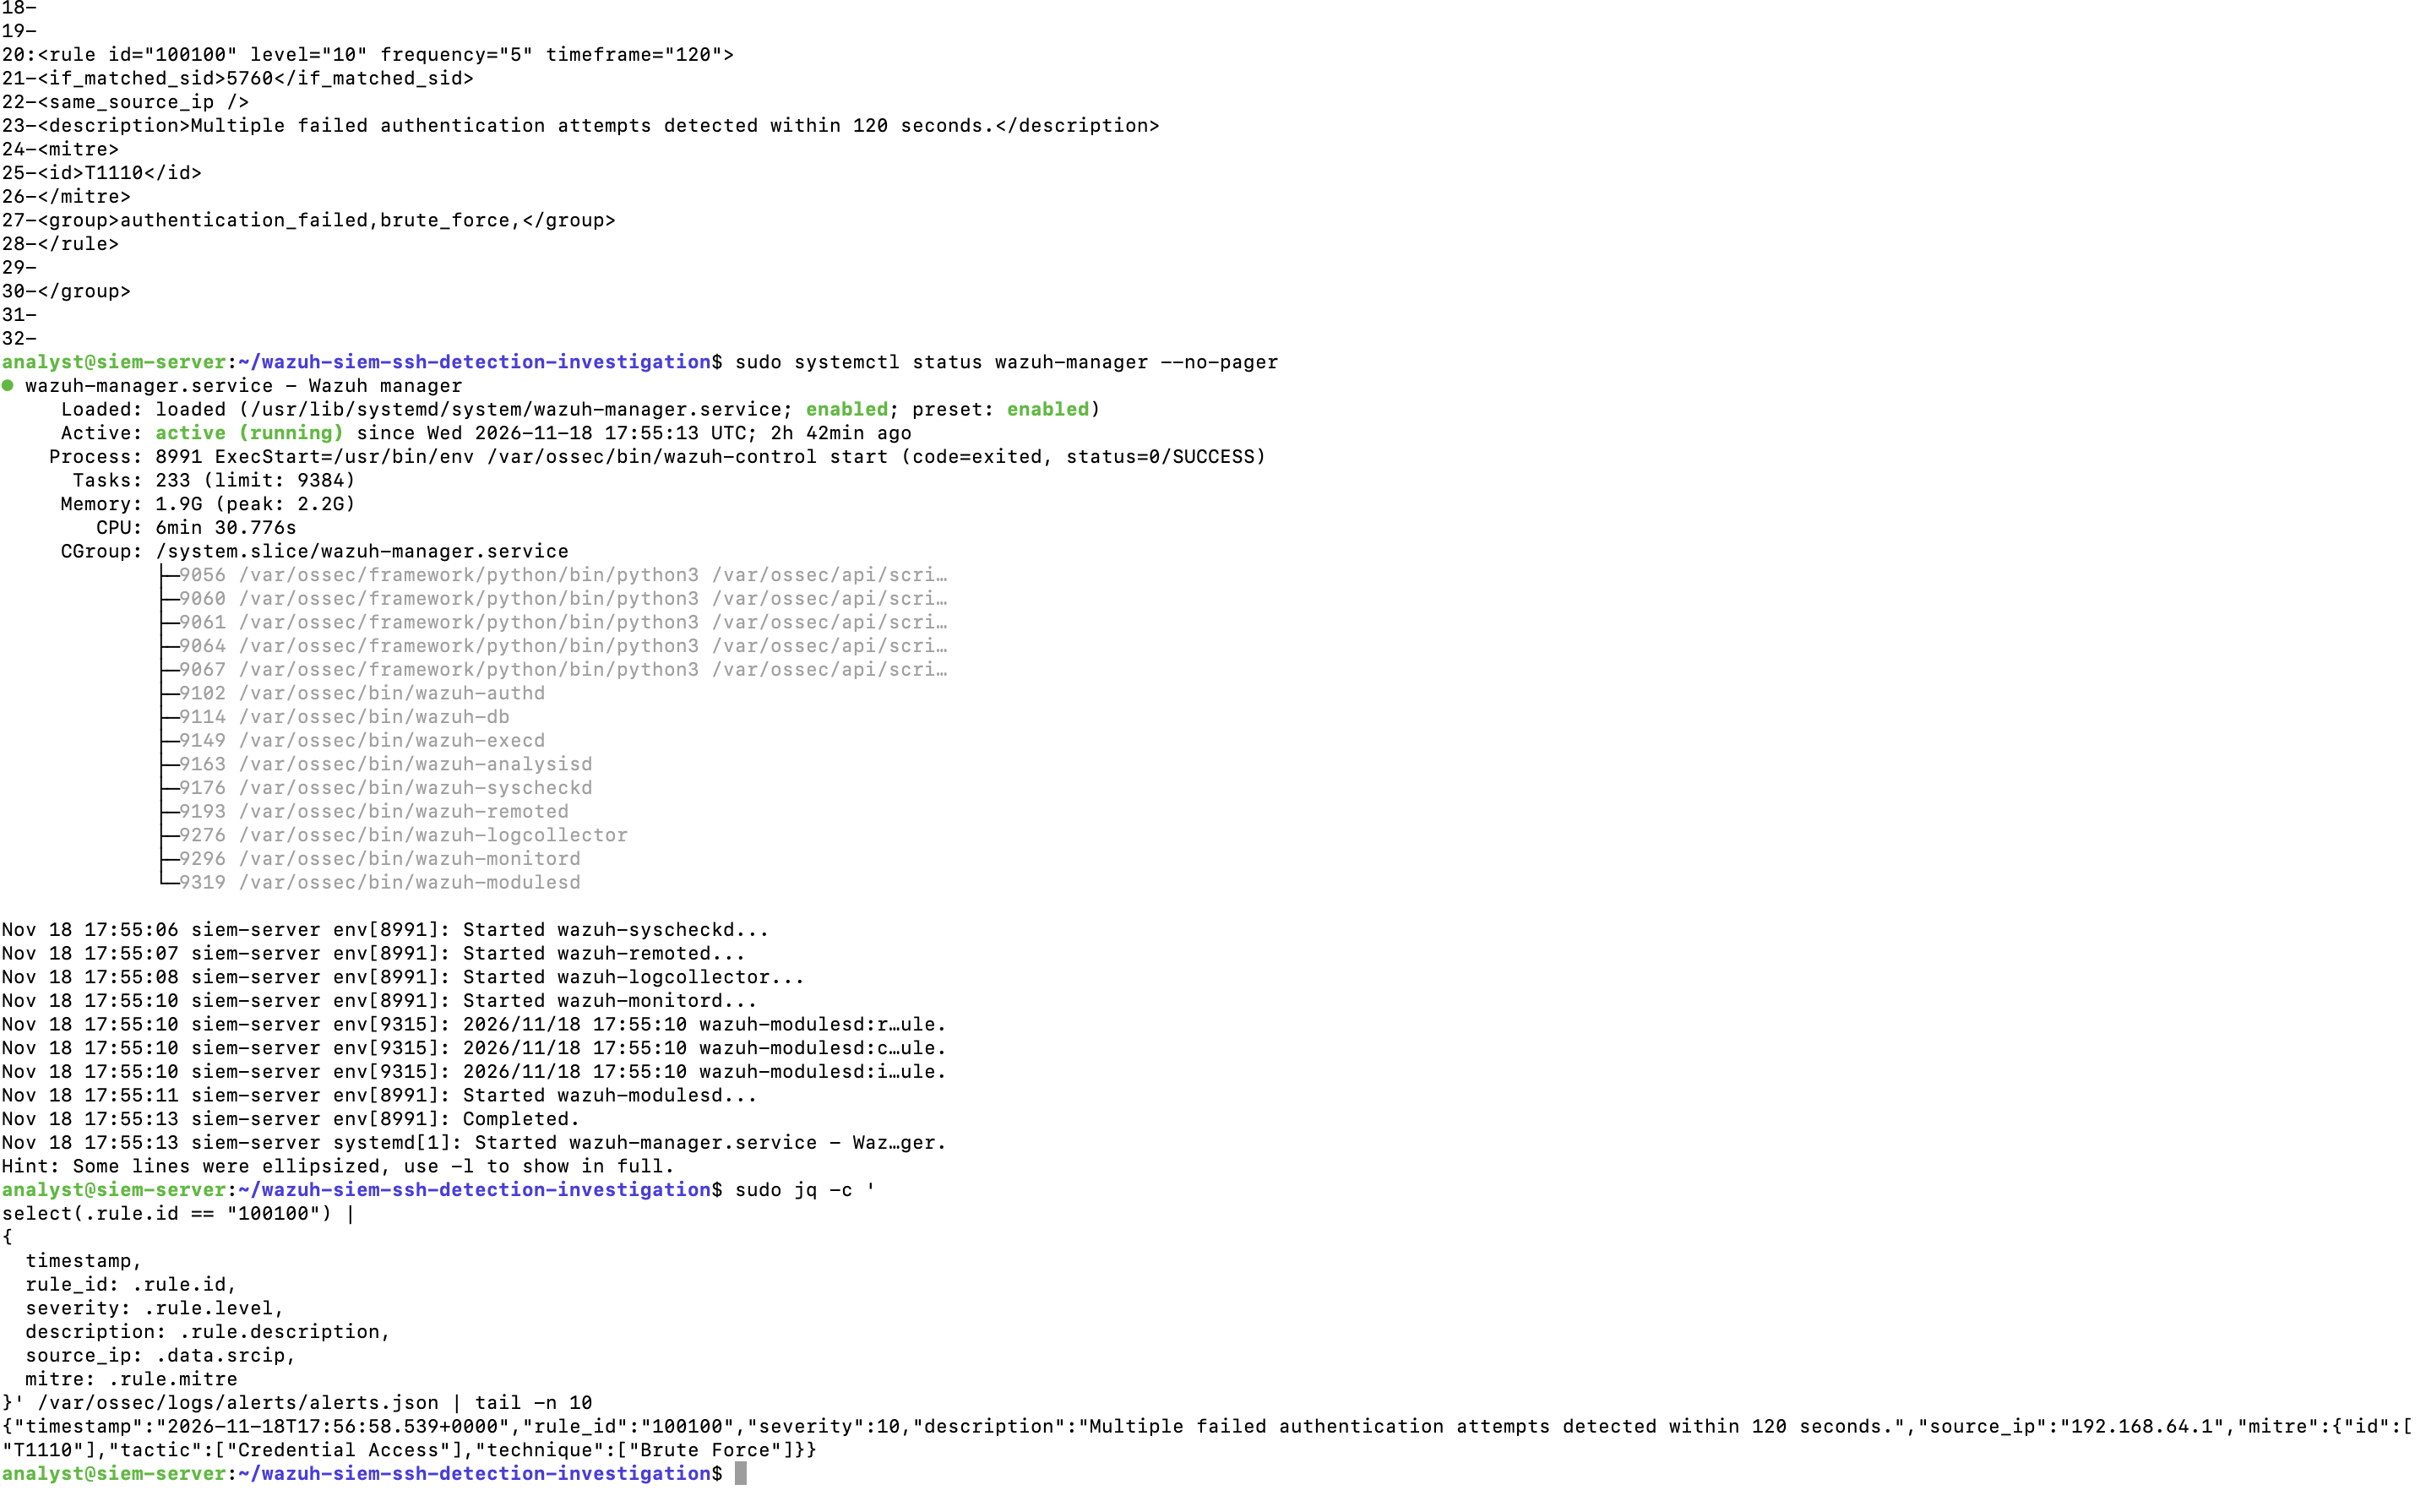 18-
19-
20:<rule id="100100" level="10" frequency="5" timeframe="120">
21-<if_matched_sid>5760</if_matched_sid>
22-<same_source_ip />
23-<description>Multiple failed authentication attempts detected within 120 seconds.</description>
24-<mitre>
25-<id>T1110</id>
26-</mitre>
27-<group>authentication_failed,brute_force,</group>
28-</rule>
29-
30-</group>
31-
32-
analyst@siem-server:~/wazuh-siem-ssh-detection-investigation$ sudo systemctl status wazuh-manager --no-pager
● wazuh-manager.service - Wazuh manager
     Loaded: loaded (/usr/lib/systemd/system/wazuh-manager.service; enabled; preset: enabled)
     Active: active (running) since Wed 2026-11-18 17:55:13 UTC; 2h 42min ago
    Process: 8991 ExecStart=/usr/bin/env /var/ossec/bin/wazuh-control start (code=exited, status=0/SUCCESS)
      Tasks: 233 (limit: 9384)
     Memory: 1.9G (peak: 2.2G)
        CPU: 6min 30.776s
     CGroup: /system.slice/wazuh-manager.service
             ├─9056 /var/ossec/framework/python/bin/python3 /var/ossec/api/scri…
             ├─9060 /var/ossec/framework/python/bin/python3 /var/ossec/api/scri…
             ├─9061 /var/ossec/framework/python/bin/python3 /var/ossec/api/scri…
             ├─9064 /var/ossec/framework/python/bin/python3 /var/ossec/api/scri…
             ├─9067 /var/ossec/framework/python/bin/python3 /var/ossec/api/scri…
             ├─9102 /var/ossec/bin/wazuh-authd
             ├─9114 /var/ossec/bin/wazuh-db
             ├─9149 /var/ossec/bin/wazuh-execd
             ├─9163 /var/ossec/bin/wazuh-analysisd
             ├─9176 /var/ossec/bin/wazuh-syscheckd
             ├─9193 /var/ossec/bin/wazuh-remoted
             ├─9276 /var/ossec/bin/wazuh-logcollector
             ├─9296 /var/ossec/bin/wazuh-monitord
             └─9319 /var/ossec/bin/wazuh-modulesd

Nov 18 17:55:06 siem-server env[8991]: Started wazuh-syscheckd...
Nov 18 17:55:07 siem-server env[8991]: Started wazuh-remoted...
Nov 18 17:55:08 siem-server env[8991]: Started wazuh-logcollector...
Nov 18 17:55:10 siem-server env[8991]: Started wazuh-monitord...
Nov 18 17:55:10 siem-server env[9315]: 2026/11/18 17:55:10 wazuh-modulesd:r…ule.
Nov 18 17:55:10 siem-server env[9315]: 2026/11/18 17:55:10 wazuh-modulesd:c…ule.
Nov 18 17:55:10 siem-server env[9315]: 2026/11/18 17:55:10 wazuh-modulesd:i…ule.
Nov 18 17:55:11 siem-server env[8991]: Started wazuh-modulesd...
Nov 18 17:55:13 siem-server env[8991]: Completed.
Nov 18 17:55:13 siem-server systemd[1]: Started wazuh-manager.service - Waz…ger.
Hint: Some lines were ellipsized, use -l to show in full.
analyst@siem-server:~/wazuh-siem-ssh-detection-investigation$ sudo jq -c '
select(.rule.id == "100100") |
{
  timestamp,
  rule_id: .rule.id,
  severity: .rule.level,
  description: .rule.description,
  source_ip: .data.srcip,
  mitre: .rule.mitre
}' /var/ossec/logs/alerts/alerts.json | tail -n 10
{"timestamp":"2026-11-18T17:56:58.539+0000","rule_id":"100100","severity":10,"description":"Multiple failed authentication attempts detected within 120 seconds.","source_ip":"192.168.64.1","mitre":{"id":[
"T1110"],"tactic":["Credential Access"],"technique":["Brute Force"]}}
analyst@siem-server:~/wazuh-siem-ssh-detection-investigation$